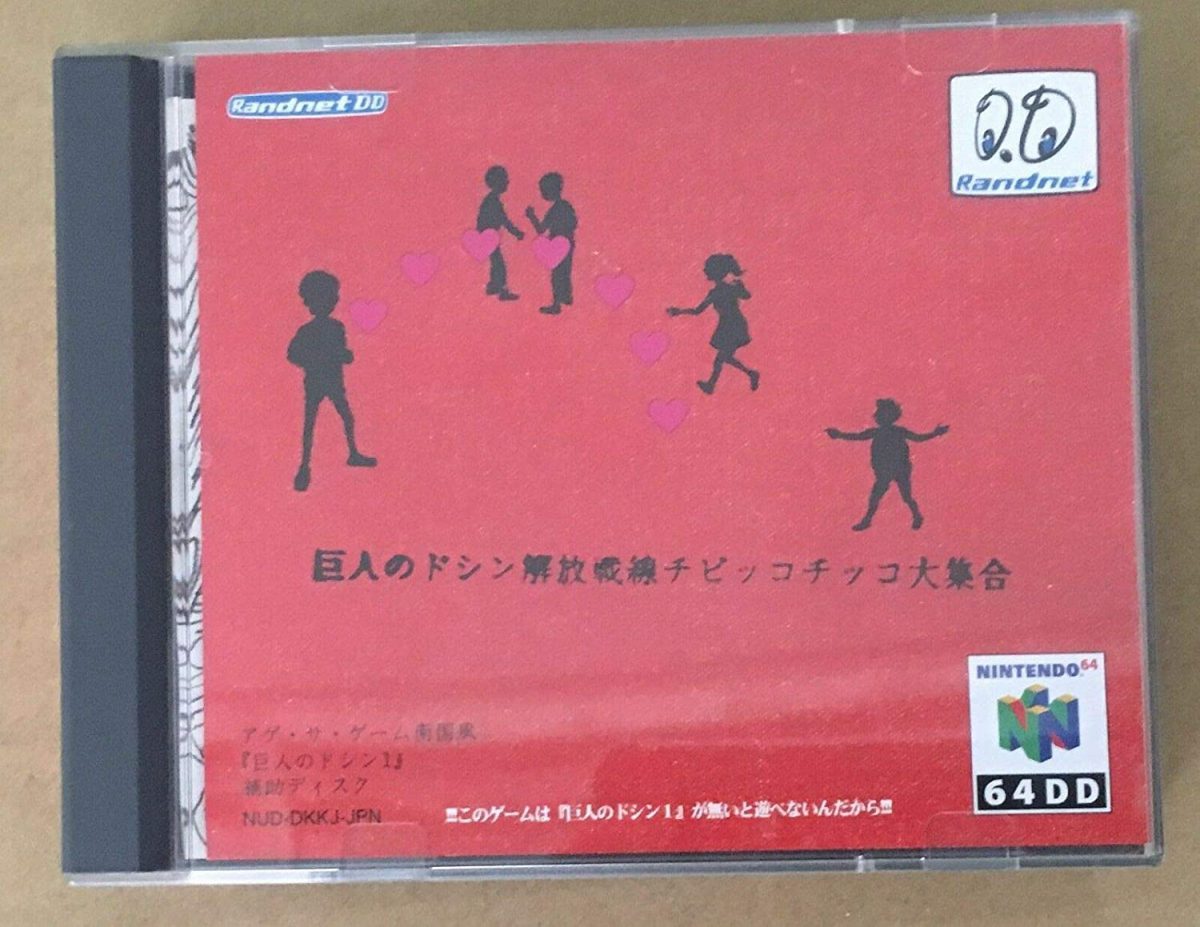 Randnet DD
Randnet
巨人のドシン解放戦線チビッコチッコ大集合
NINTENDO 64
64DD
アゲ・サ・ゲーム南国風
『巨人のドシン1』
補助ディスク
NUD-DKKJ-JPN
!!!このゲームは『巨人のドシン1』が無いと遊べないんだから!!!